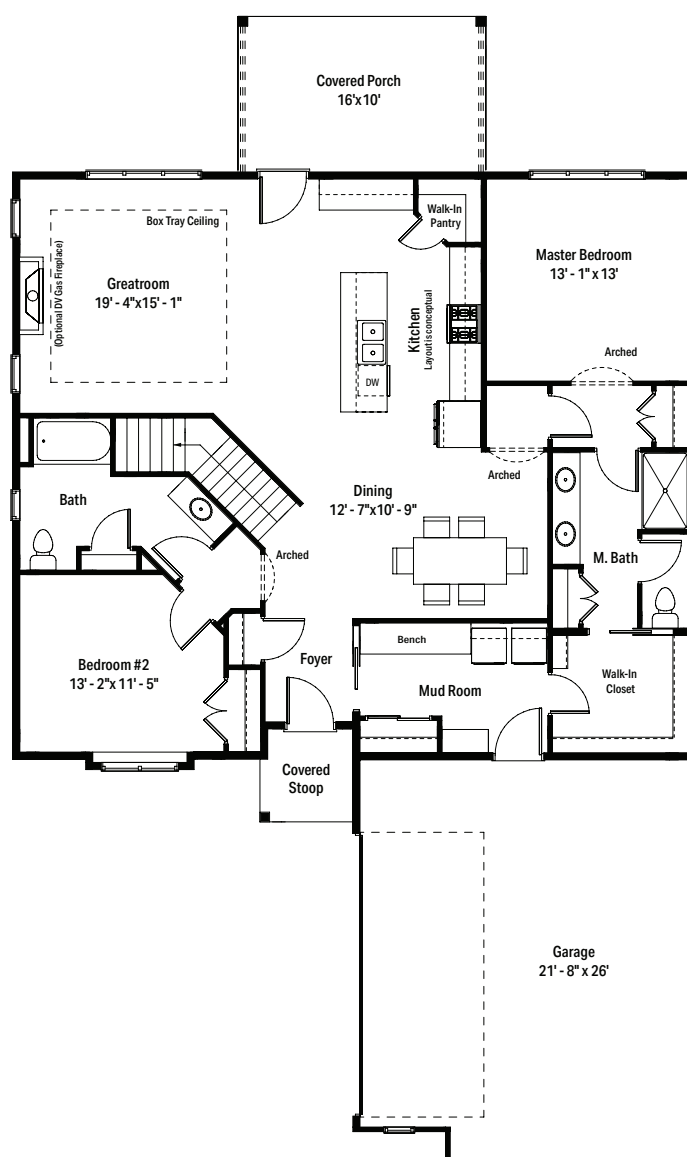 Covered Porch
16'x 10'
Box Tray Ceiling
Walk-In
Pantry
(Optional DV Gas Fireplace)
Greatroom
19' - 4"x15' - 1"
Master Bedroom
13' - 1" x 13'
Kitchen
Layout is conceptual
DW
Arched
Arched
Dining
12' - 7"x10' - 9"
Bath
Arched
M. Bath
Bench
Foyer
Bedroom #2
13' - 2"x 11' - 5"
Mud Room
Walk-In
Closet
Covered
Stoop
Garage
21' - 8" x 26'